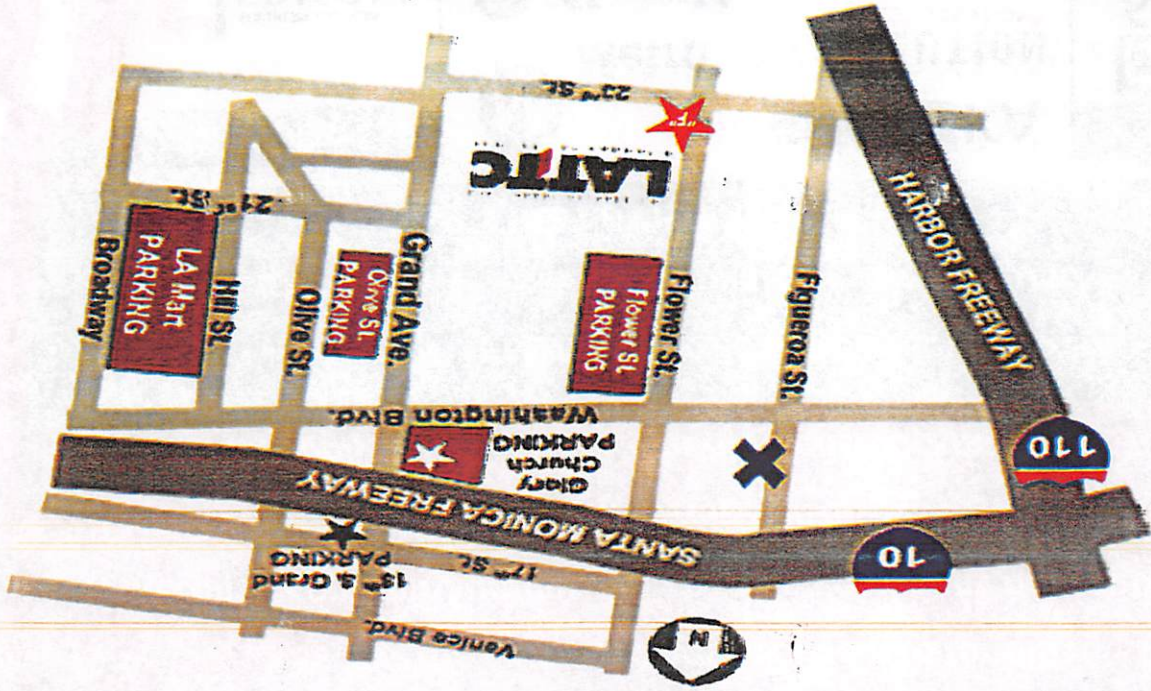 N
Venice Blvd.
17th St.
18th & Grand
PARKING
10
110
SANTA MONICA FREEWAY
Glory
Church
PARKING
Washington Blvd.
HARBOR FREEWAY
Figueroa St.
Flower St.
Flower St.
PARKING
Grand Ave.
Olive St.
PARKING
Olive St.
Hill St.
LA Mart
PARKING
Broadway
21st St.
LATTC
"F"
23rd St.